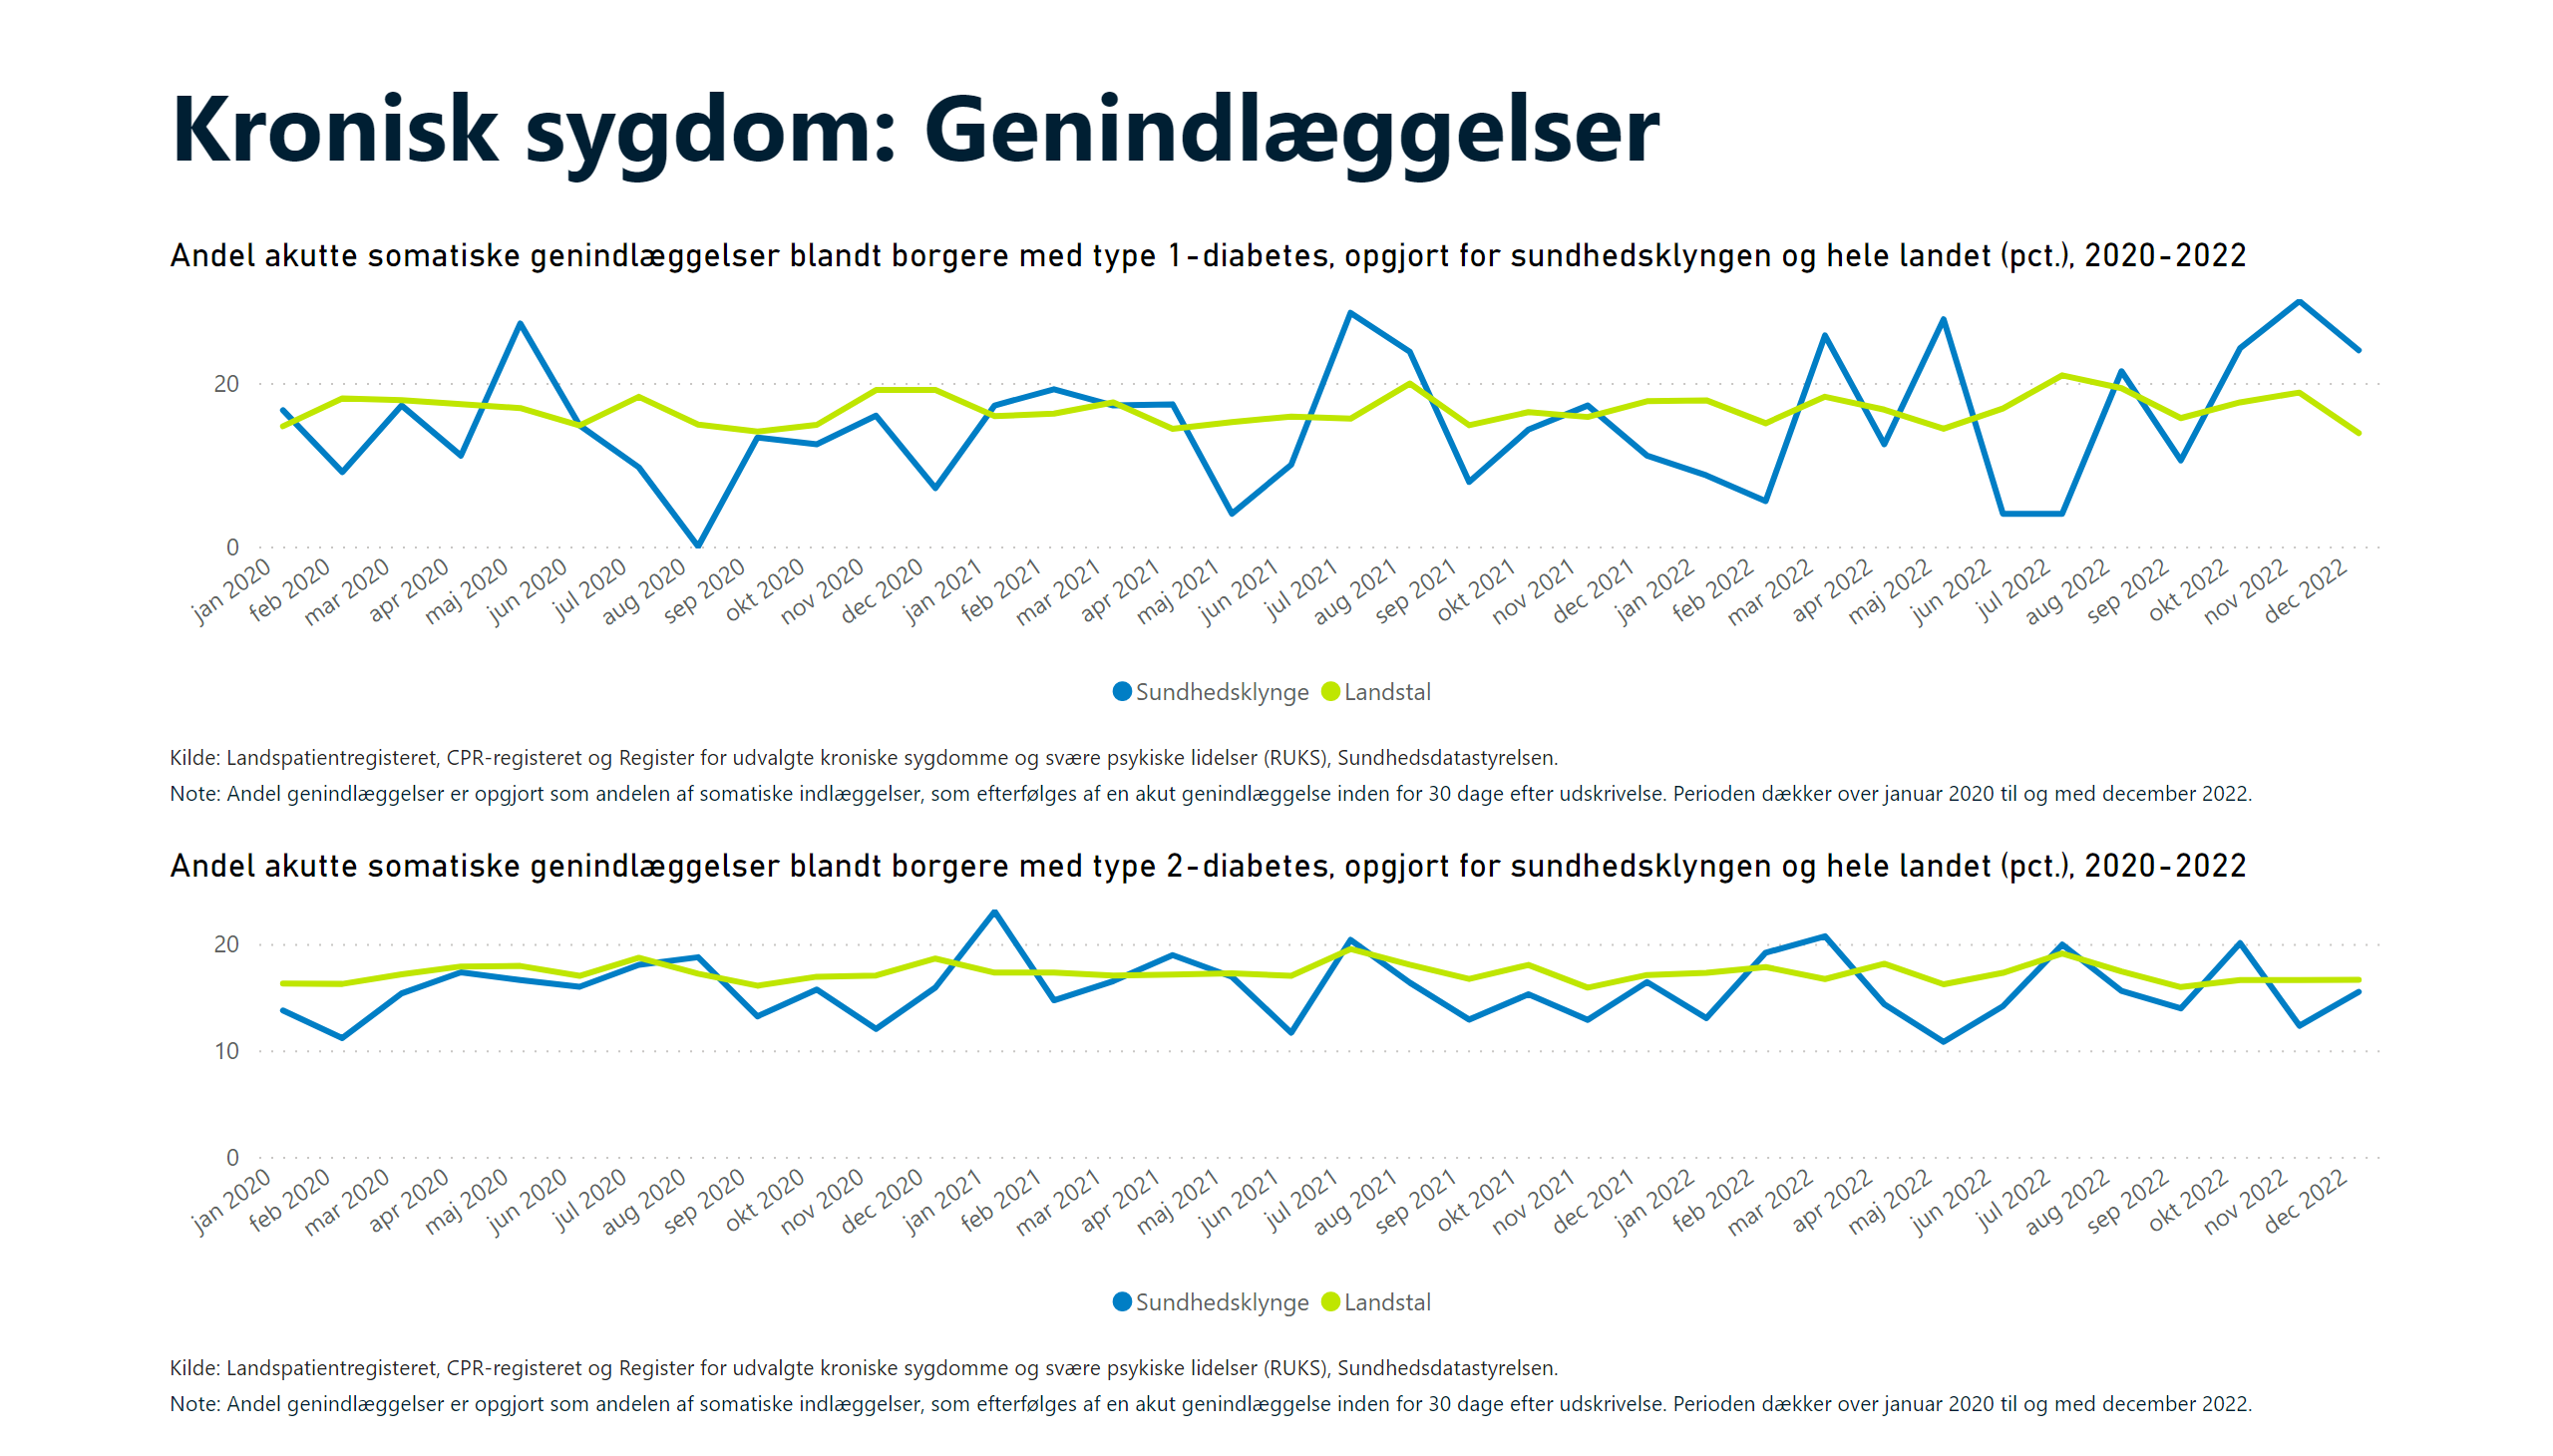 Kronisk sygdom: Genindlæggelser
Andel akutte somatiske genindlæggelser blandt borgere med type 1-diabetes, opgjort for sundhedsklyngen og hele landet (pct.), 2020-2022
20
0
jan 2020 feb 2020 mar 2020 apr 2020 maj 2020 jun 2020 jul 2020 aug 2020 sep 2020 okt 2020 nov 2020 dec 2020 jan 2021 feb 2021 mar 2021 apr 2021 maj 2021 jun 2021 jul 2021 aug 2021 sep 2021 okt 2021 nov 2021 dec 2021 jan 2022 feb 2022 mar 2022 apr 2022 maj 2022 jun 2022 jul 2022 aug 2022 sep 2022 okt 2022 nov 2022 dec 2022
Sundhedsklynge Landstal
Kilde: Landspatientregisteret, CPR-registeret og Register for udvalgte kroniske sygdomme og svære psykiske lidelser (RUKS), Sundhedsdatastyrelsen.
Note: Andel genindlæggelser er opgjort som andelen af somatiske indlæggelser, som efterfølges af en akut genindlæggelse inden for 30 dage efter udskrivelse. Perioden dækker over januar 2020 til og med december 2022.
Andel akutte somatiske genindlæggelser blandt borgere med type 2-diabetes, opgjort for sundhedsklyngen og hele landet (pct.), 2020-2022
20
10
0
jan 2020 feb 2020 mar 2020 apr 2020 maj 2020 jun 2020 jul 2020 aug 2020 sep 2020 okt 2020 nov 2020 dec 2020 jan 2021 feb 2021 mar 2021 apr 2021 maj 2021 jun 2021 jul 2021 aug 2021 sep 2021 okt 2021 nov 2021 dec 2021 jan 2022 feb 2022 mar 2022 apr 2022 maj 2022 jun 2022 jul 2022 aug 2022 sep 2022 okt 2022 nov 2022 dec 2022
Sundhedsklynge Landstal
Kilde: Landspatientregisteret, CPR-registeret og Register for udvalgte kroniske sygdomme og svære psykiske lidelser (RUKS), Sundhedsdatastyrelsen.
Note: Andel genindlæggelser er opgjort som andelen af somatiske indlæggelser, som efterfølges af en akut genindlæggelse inden for 30 dage efter udskrivelse. Perioden dækker over januar 2020 til og med december 2022.